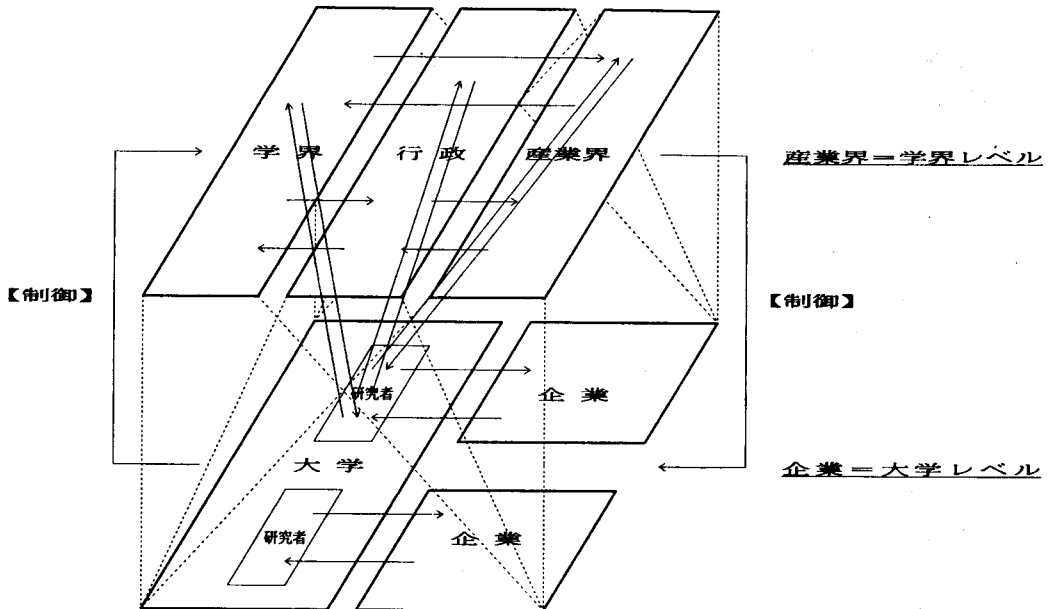 学界 行政 産業界
産業界＝学界レベル
【制御】
【制御】
研究者
企業
大学
企業＝大学レベル
研究者
企業